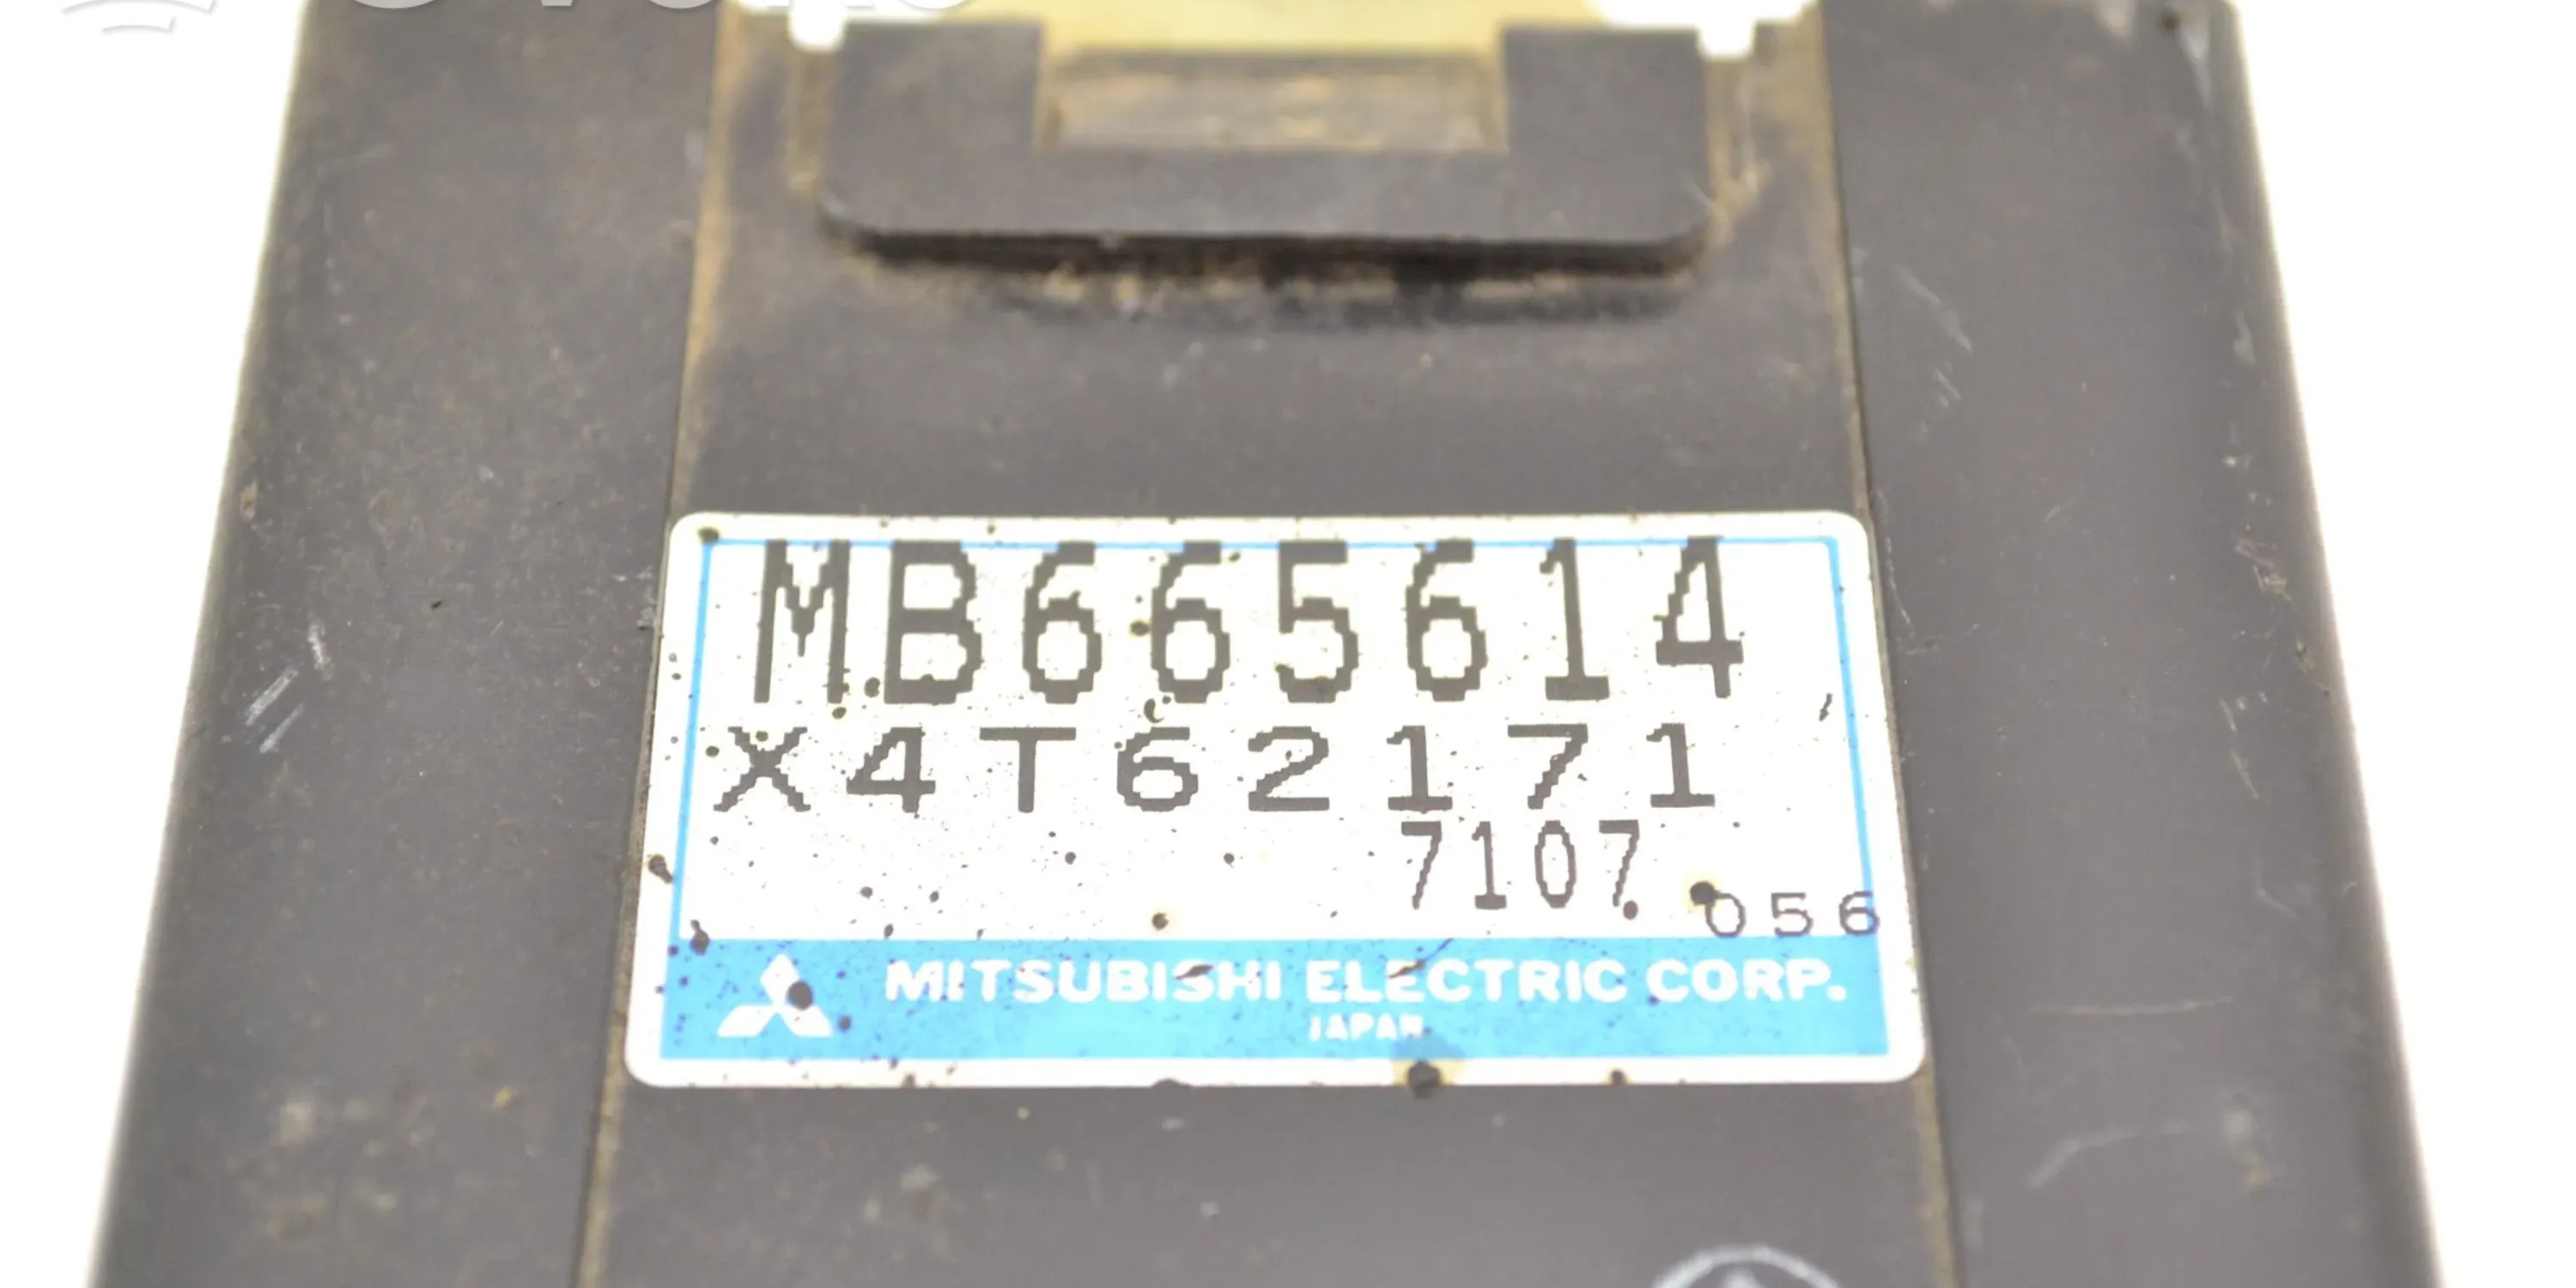 MB665614
X4T62171
7107
056
MITSUBISHI ELECTRIC CORP.
JAPAN